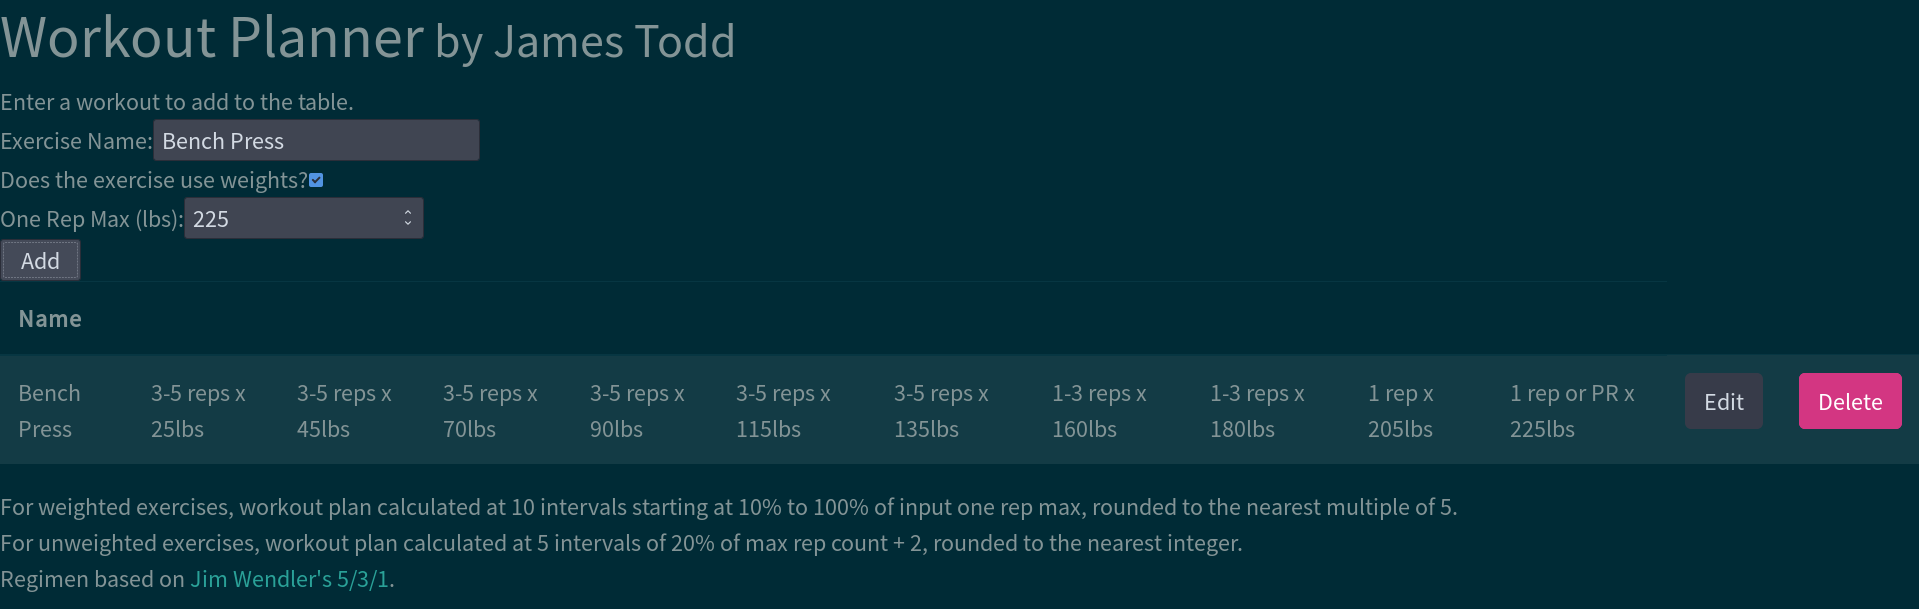 Workout Planner by James Todd
Enter a workout to add to the table.
Exercise Name: Bench Press
Does the exercise use weights?
One Rep Max (lbs): 225
Add
Name
Bench Press
3-5 reps x 25lbs
3-5 reps x 45lbs
3-5 reps x 70lbs
3-5 reps x 90lbs
3-5 reps x 115lbs
3-5 reps x 135lbs
1-3 reps x 160lbs
1-3 reps x 180lbs
1 rep x 205lbs
1 rep or PR x 225lbs
Edit
Delete
For weighted exercises, workout plan calculated at 10 intervals starting at 10% to 100% of input one rep max, rounded to the nearest multiple of 5.
For unweighted exercises, workout plan calculated at 5 intervals of 20% of max rep count + 2, rounded to the nearest integer.
Regimen based on Jim Wendler's 5/3/1.